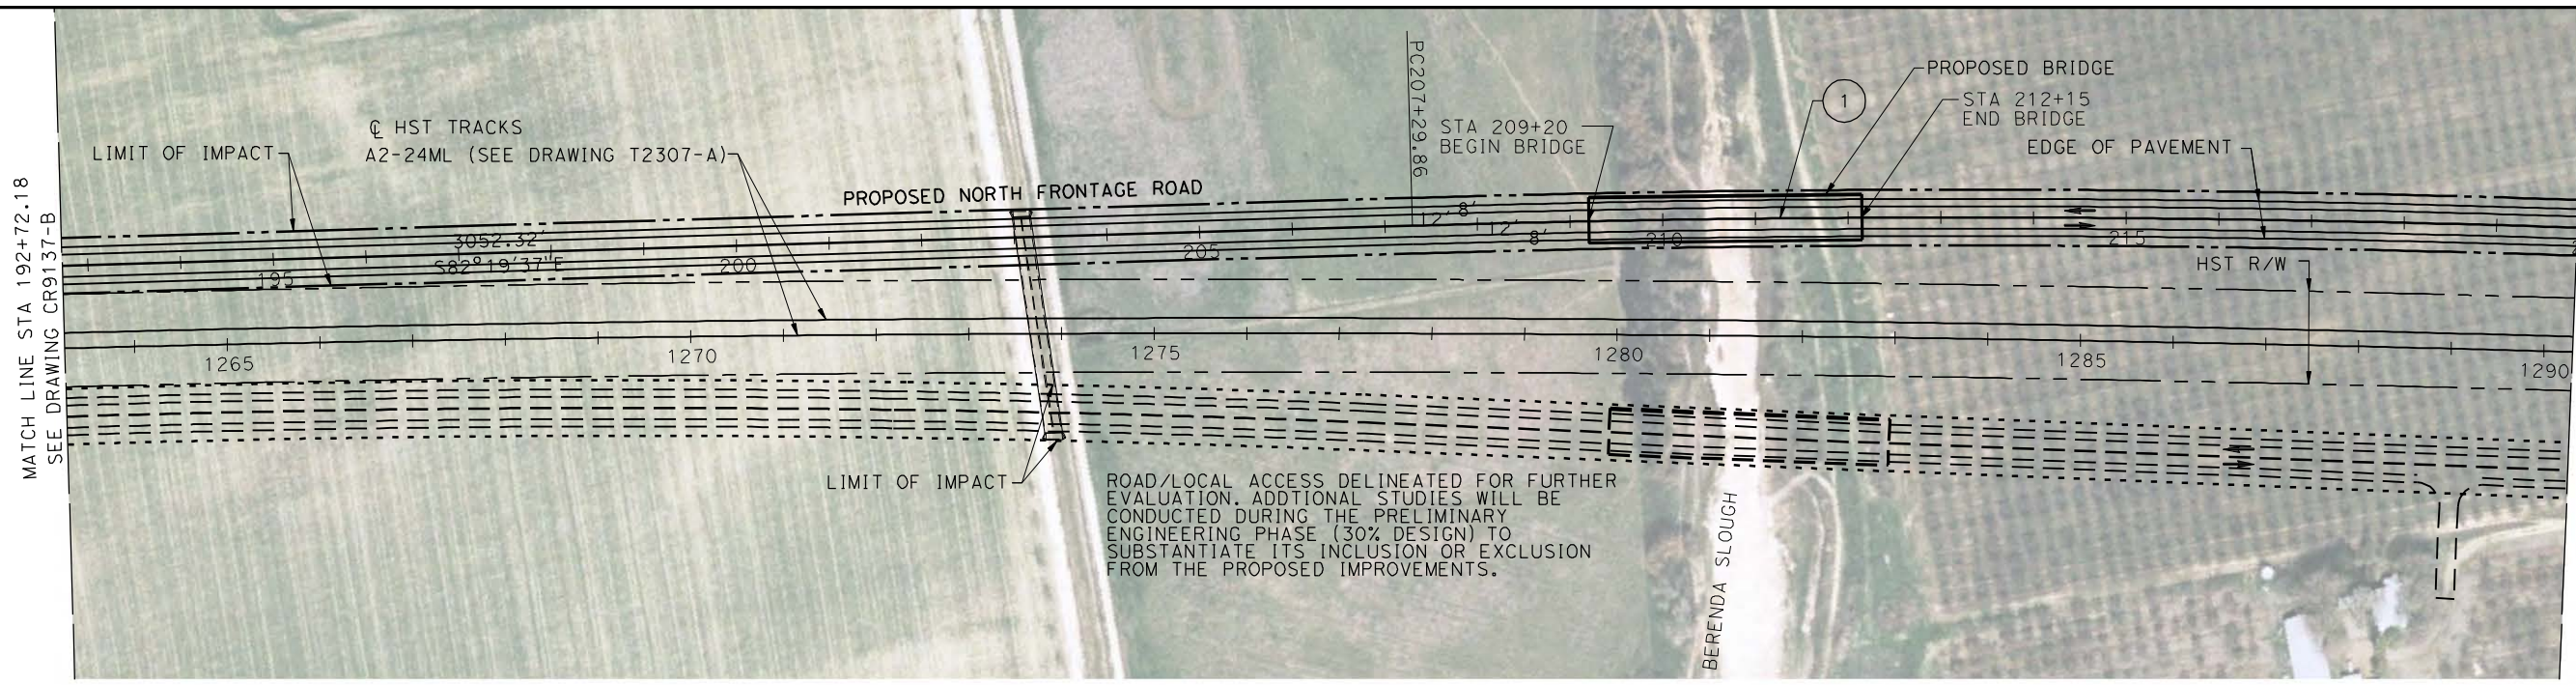 MATCH LINE STA 192+72.18
SEE DRAWING CR9137-B
LIMIT OF IMPACT
℄ HST TRACKS
A2-24ML (SEE DRAWING T2307-A)
PROPOSED NORTH FRONTAGE ROAD
PC207+29.86
STA 209+20
BEGIN BRIDGE
1
PROPOSED BRIDGE
STA 212+15
END BRIDGE
EDGE OF PAVEMENT
HST R/W
3052.32'
S82°19'37"E
195
200
205
210
215
12' 8'
12'
8'
1265
1270
1275
1280
1285
1290
LIMIT OF IMPACT
ROAD/LOCAL ACCESS DELINEATED FOR FURTHER
EVALUATION. ADDTIONAL STUDIES WILL BE
CONDUCTED DURING THE PRELIMINARY
ENGINEERING PHASE (30% DESIGN) TO
SUBSTANTIATE ITS INCLUSION OR EXCLUSION
FROM THE PROPOSED IMPROVEMENTS.
BERENDA SLOUGH